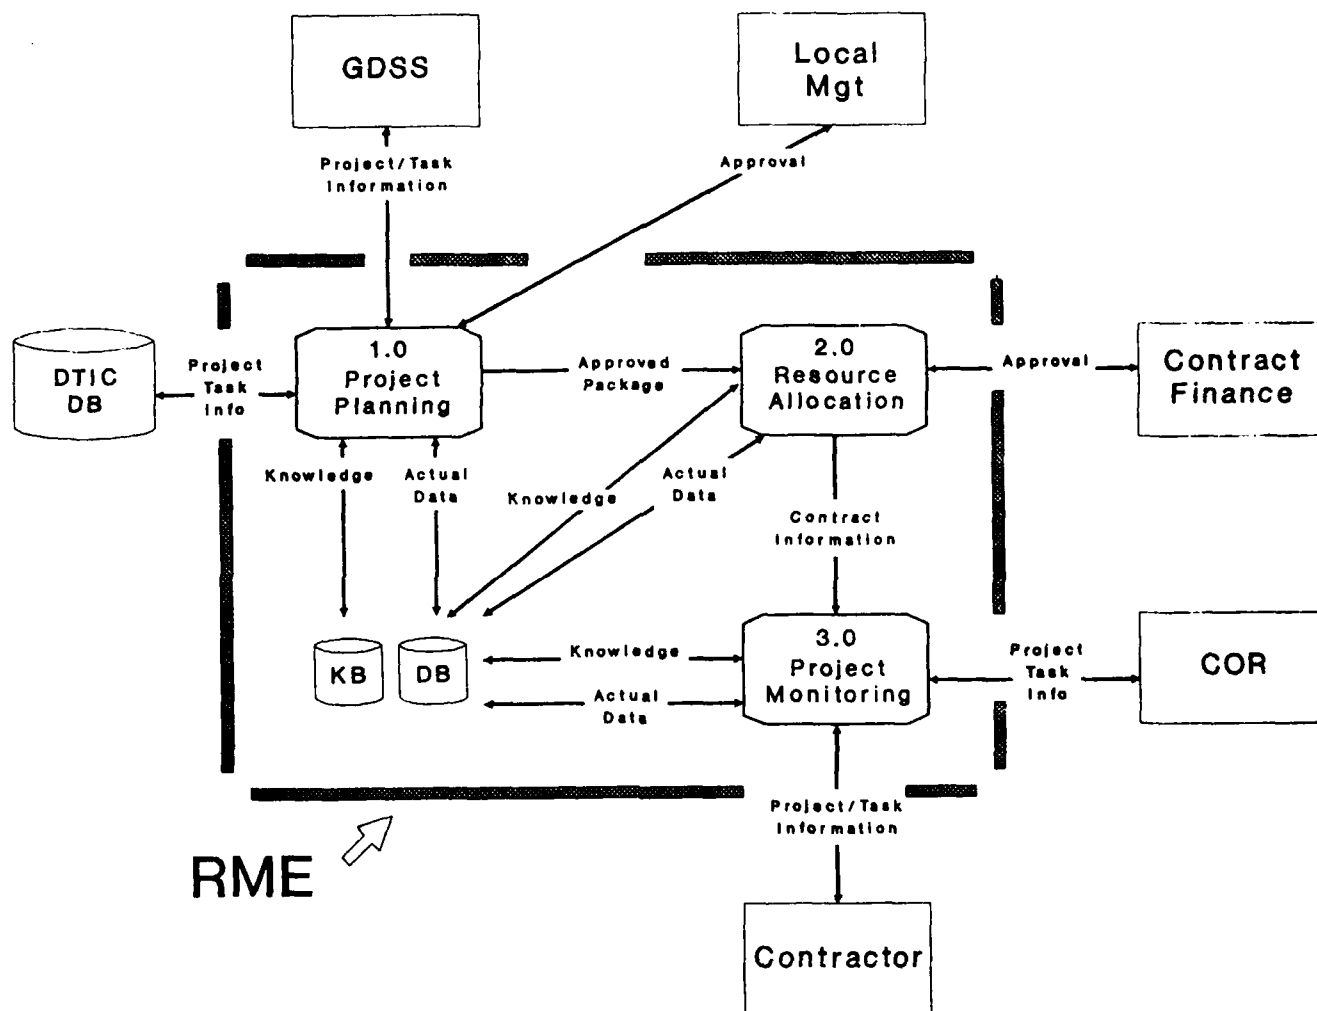 GDSS
Local
Mgt
Project/Task
Information
Approval
DTIC
DB
Project
Task
Info
1.0
Project
Planning
Approved
Package
2.0
Resource
Allocation
Approval
Contract
Finance
Knowledge
Actual
Data
Knowledge
Actual
Data
Contract
Information
KB
DB
Knowledge
Actual
Data
3.0
Project
Monitoring
Project
Task
Info
COR
Project/Task
Information
RME
Contractor